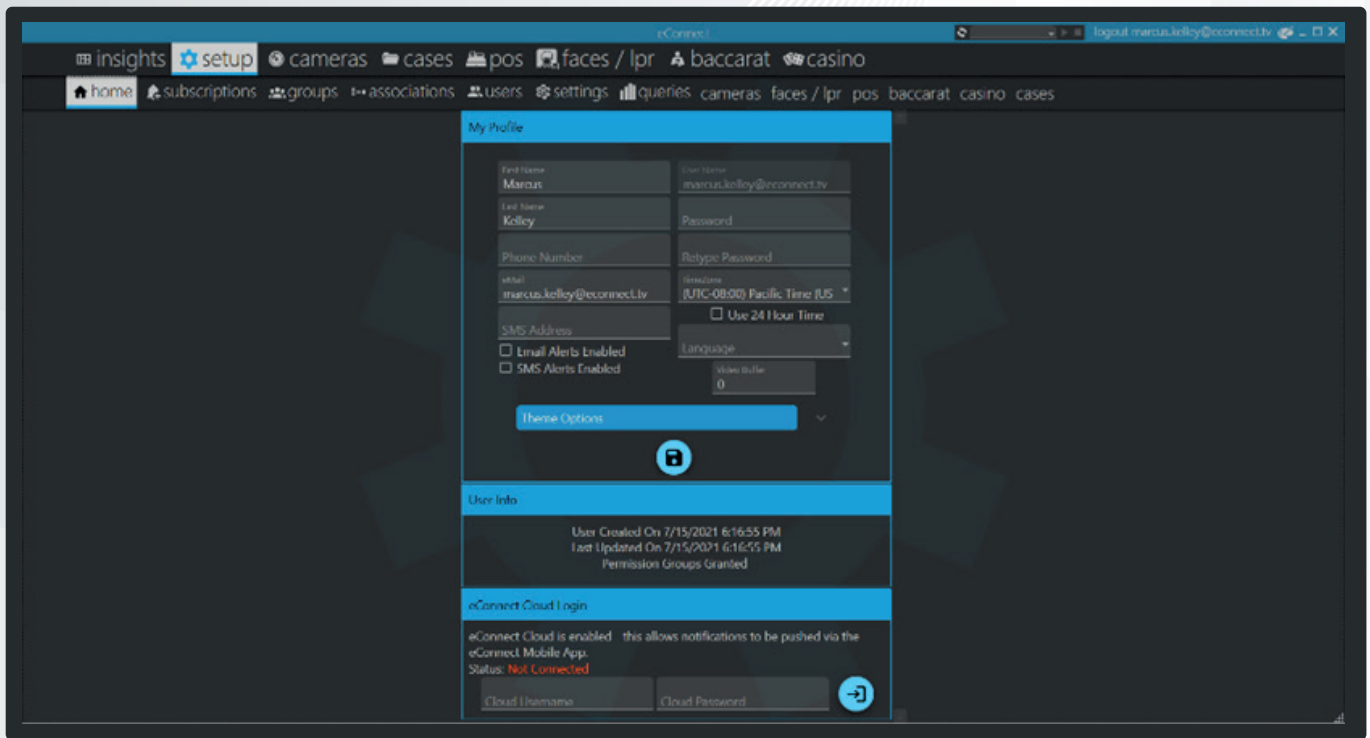 eConnect
logout marcus.kelley@econnect.tv
insights setup cameras cases pos faces / lpr baccarat casino
home subscriptions groups associations users settings queries cameras faces / lpr pos baccarat casino cases
My Profile
First Name User Name
Marcus marcus.kelley@econnect.tv
Last Name
Kelley Password
Phone Number Retype Password
eMail TimeZone
marcus.kelley@econnect.tv (UTC-08:00) Pacific Time (US
Use 24 Hour Time
SMS Address
Language
Email Alerts Enabled
SMS Alerts Enabled Video Buffer
0
Theme Options
User Info
User Created On 7/15/2021 6:16:55 PM
Last Updated On 7/15/2021 6:16:55 PM
Permission Groups Granted
eConnect Cloud Login
eConnect Cloud is enabled this allows notifications to be pushed via the
eConnect Mobile App.
Status: Not Connected
Cloud Username Cloud Password